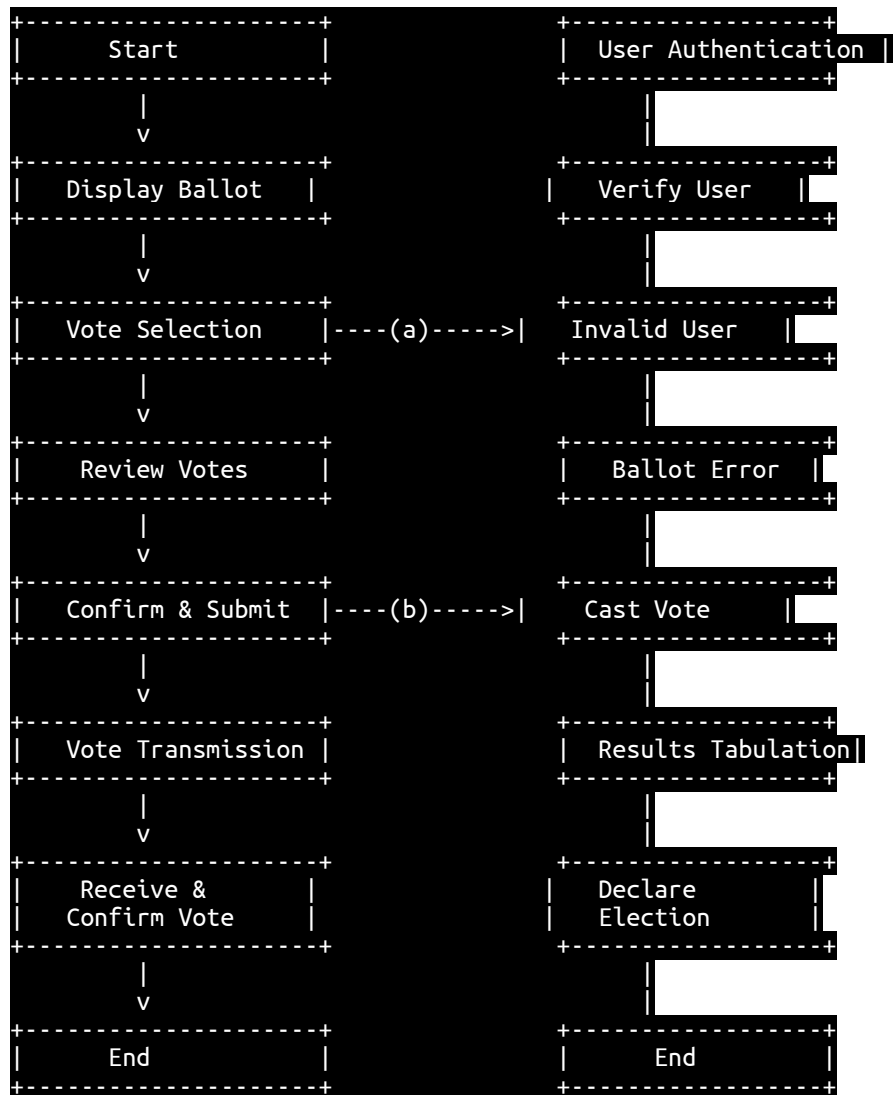 +----------------------+ +-------------------+
| Start | | User Authentication |
+----------------------+ +-------------------+
| |
v |
+----------------------+ +-------------------+
| Display Ballot | | Verify User |
+----------------------+ +-------------------+
| |
v |
+----------------------+ +-------------------+
| Vote Selection |----(a)----->| Invalid User |
+----------------------+ +-------------------+
| |
v |
+----------------------+ +-------------------+
| Review Votes | | Ballot Error |
+----------------------+ +-------------------+
| |
v |
+----------------------+ +-------------------+
| Confirm & Submit |----(b)----->| Cast Vote |
+----------------------+ +-------------------+
| |
v |
+----------------------+ +-------------------+
| Vote Transmission | | Results Tabulation|
+----------------------+ +-------------------+
| |
v |
+----------------------+ +-------------------+
| Receive & | | Declare |
| Confirm Vote | | Election |
+----------------------+ +-------------------+
| |
v |
+----------------------+ +-------------------+
| End | | End |
+----------------------+ +-------------------+